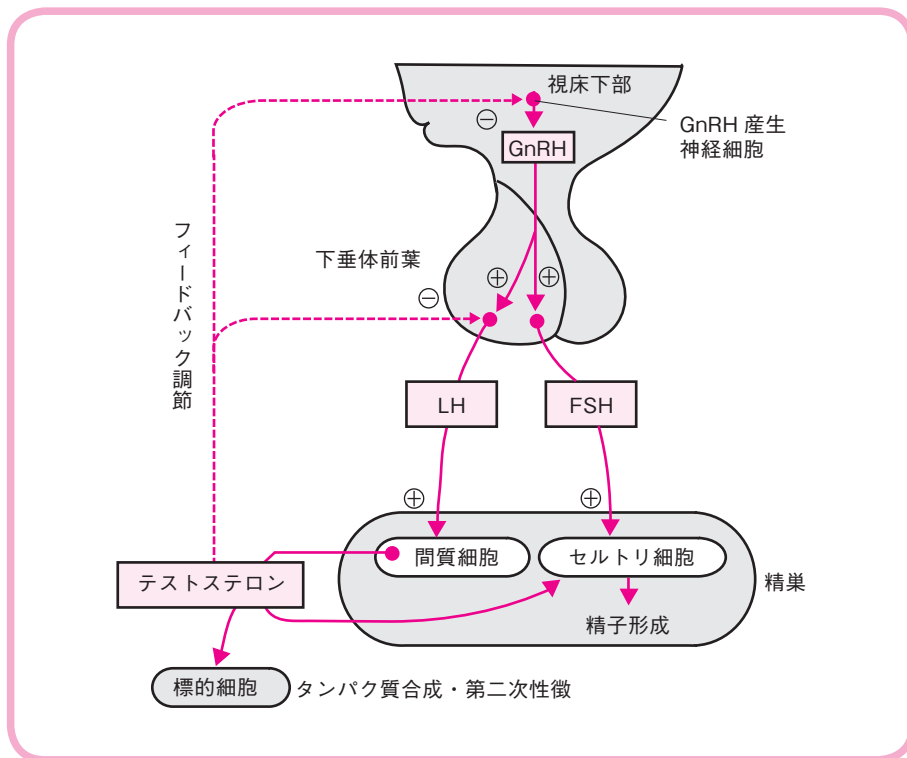 視床下部
GnRH 産生
神経細胞
⊖
GnRH
フィードバック調節
下垂体前葉
⊕
⊕
⊖
LH
FSH
⊕
⊕
間質細胞
セルトリ細胞
テストステロン
精巣
精子形成
標的細胞
タンパク質合成・第二次性徴